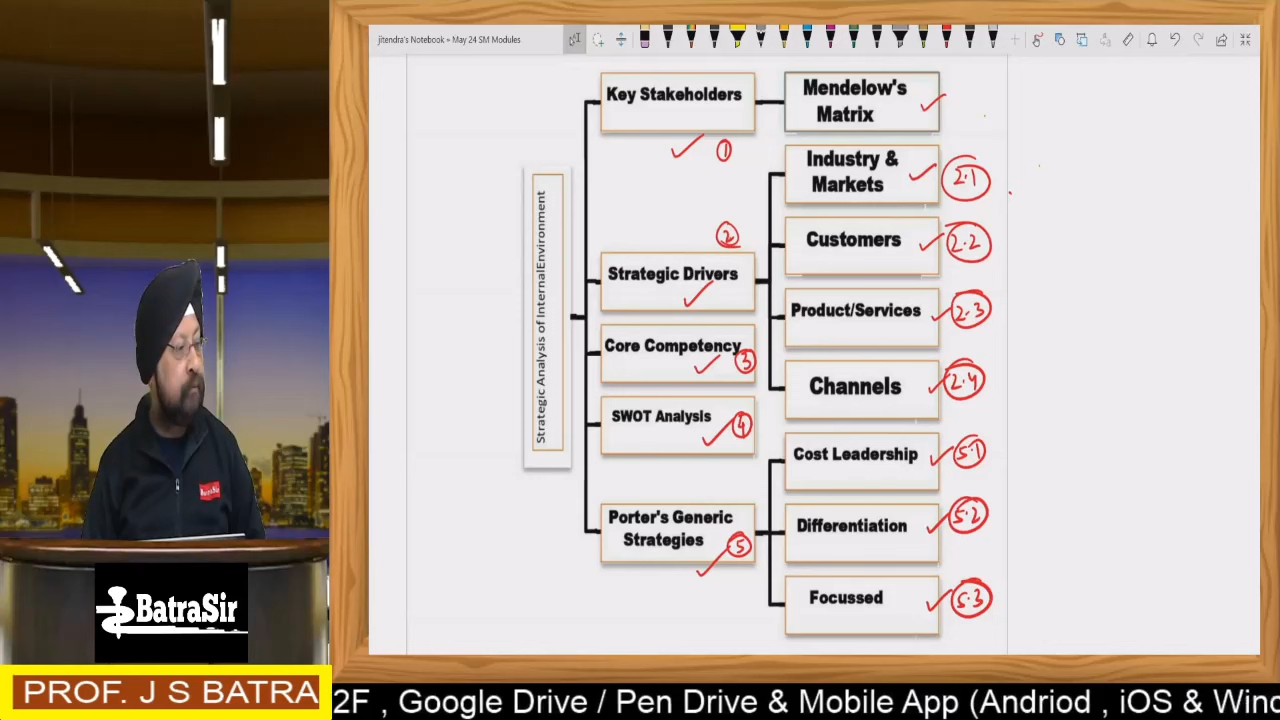 jitendra's Notebook » May 24 SM Modules
Strategic Analysis of InternalEnvironment
Key Stakeholders
1
Mendelow's
Matrix
Industry &
Markets
2.1
Strategic Drivers
2
Customers
2.2
Product/Services
2.3
Channels
2.4
Core Competency
3
SWOT Analysis
4
Porter's Generic
Strategies
5
Cost Leadership
5.1
Differentiation
5.2
Focussed
5.3
BatraSir
BatraSir
PROF. J S BATRA
2F , Google Drive / Pen Drive & Mobile App (Andriod , iOS & Winc